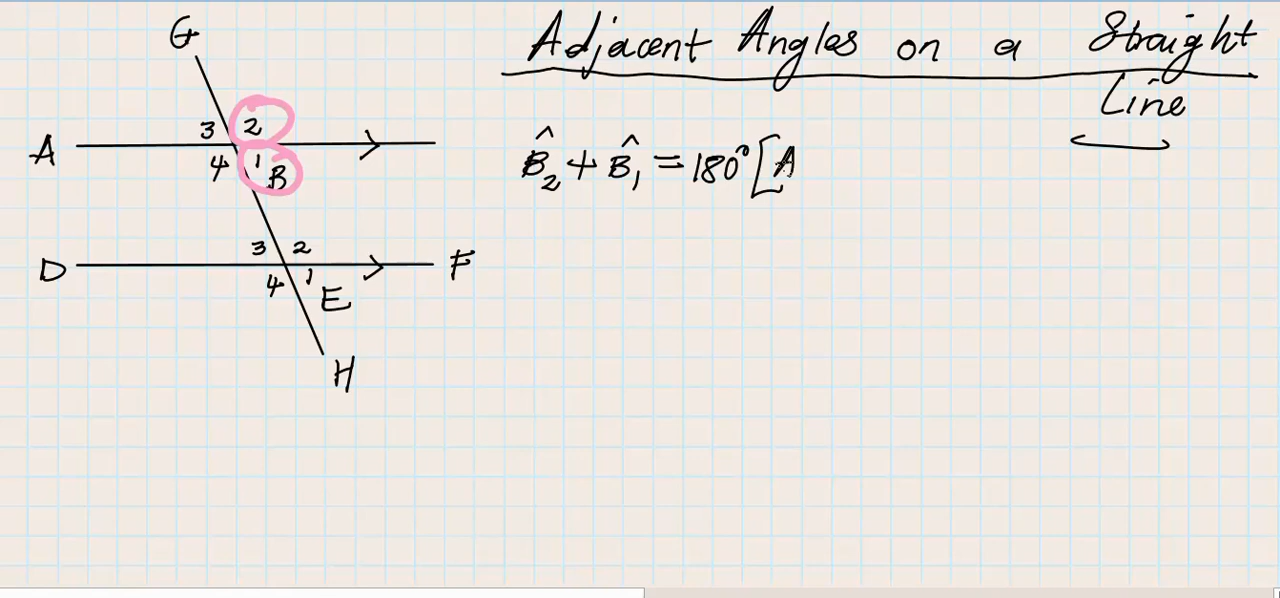 Adjacent Angles on a Straight
Line
B̂₂ + B̂₁ = 180° [A
G
3 2
A
4 1 B
3 2
D F
4 1 E
H